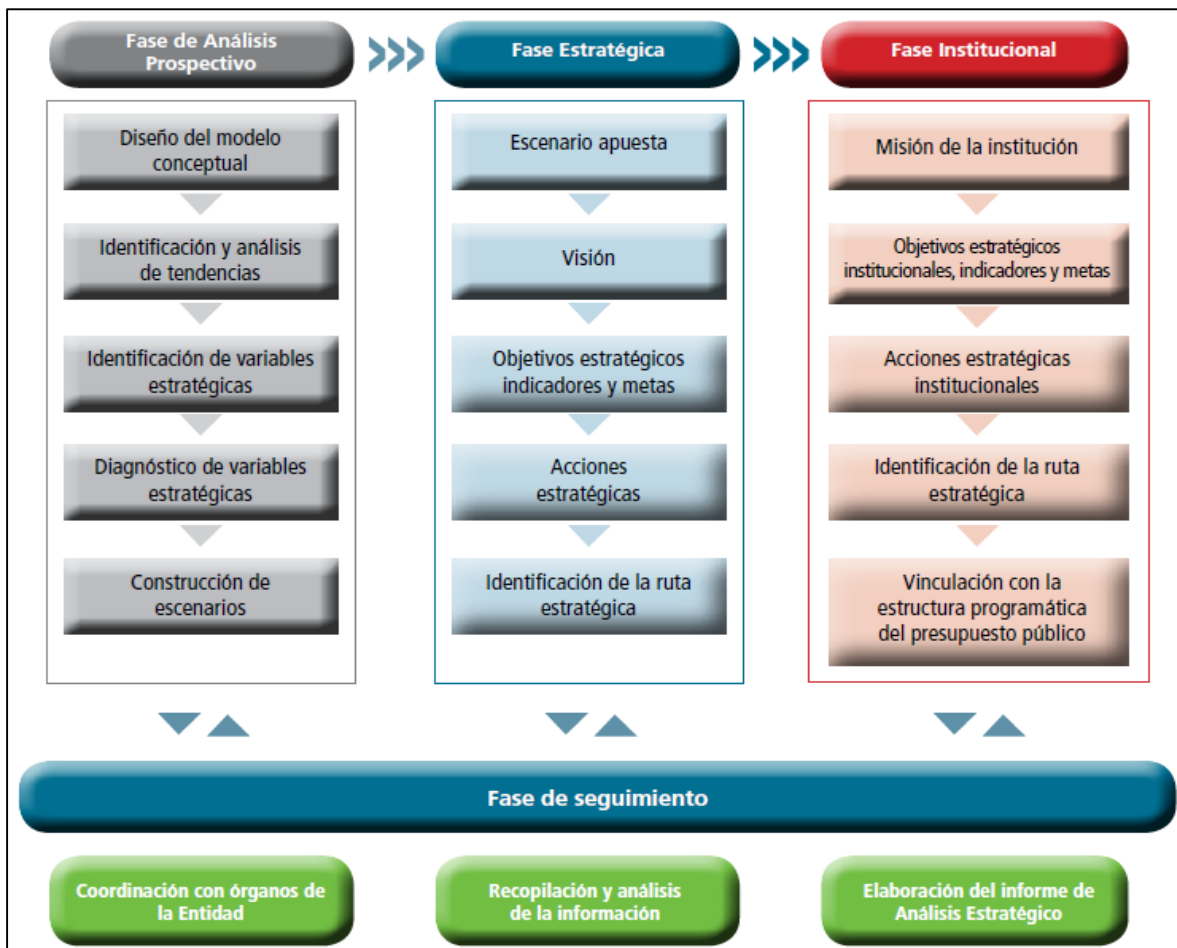 Fase de Análisis
Prospectivo
Fase Estratégica
Fase Institucional
Diseño del modelo
conceptual
Identificación y análisis
de tendencias
Identificación de variables
estratégicas
Diagnóstico de variables
estratégicas
Construcción de
escenarios
Escenario apuesta
Visión
Objetivos estratégicos
indicadores y metas
Acciones
estratégicas
Identificación de la ruta
estratégica
Misión de la institución
Objetivos estratégicos
institucionales, indicadores y metas
Acciones estratégicas
institucionales
Identificación de la ruta
estratégica
Vinculación con la
estructura programática
del presupuesto público
Fase de seguimiento
Coordinación con órganos de
la Entidad
Recopilación y análisis
de la información
Elaboración del informe de
Análisis Estratégico